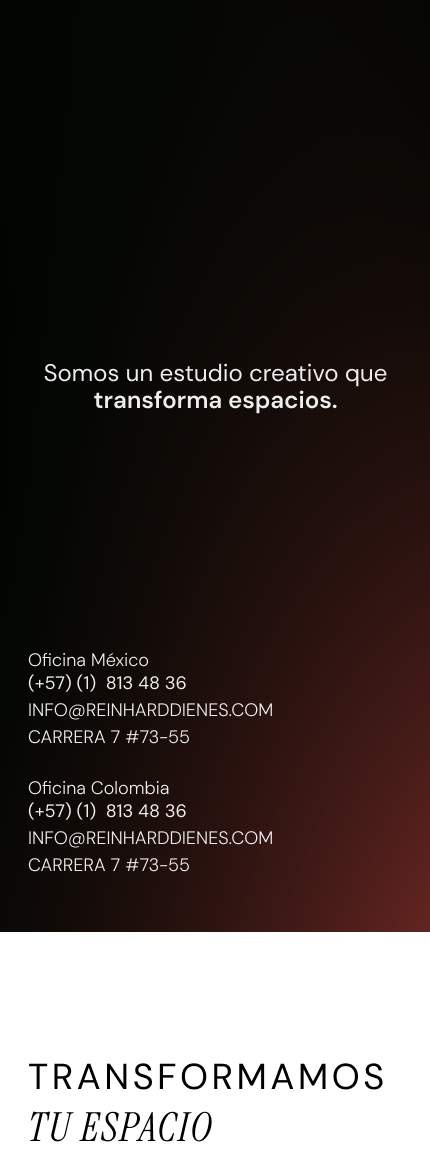 Somos un estudio creativo que
transforma espacios.
Oficina México
(+57) (1)  813 48 36
INFO@REINHARDDIENES.COM
CARRERA 7 #73-55
Oficina Colombia
(+57) (1)  813 48 36
INFO@REINHARDDIENES.COM
CARRERA 7 #73-55
TRANSFORMAMOS
TU ESPACIO